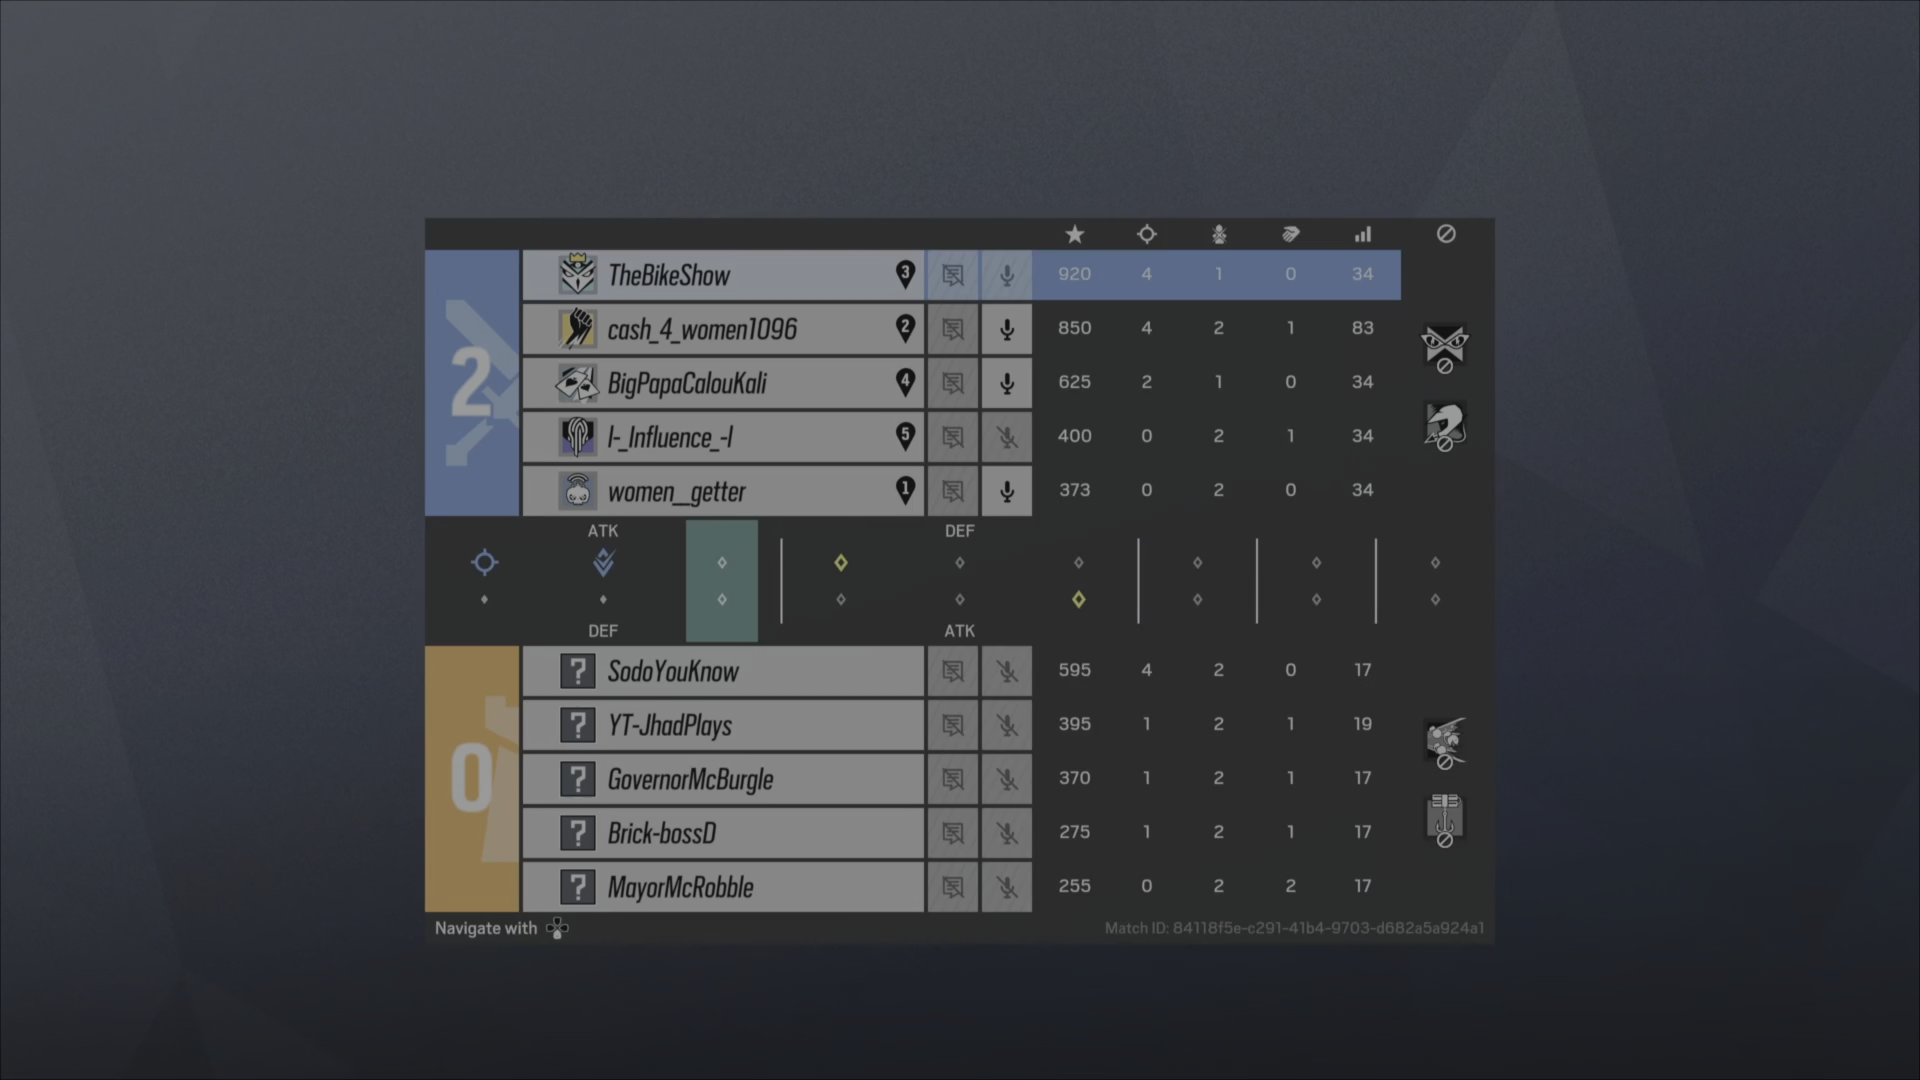 2
TheBikeShow 3 920 4 1 0 34
cash_4_women1096 2 850 4 2 1 83
BigPapaCalouKali 4 625 2 1 0 34
l-_Influence_-l 5 400 0 2 1 34
women__getter 1 373 0 2 0 34
ATK DEF
DEF ATK
0
? SodoYouKnow 595 4 2 0 17
? YT-JhadPlays 395 1 2 1 19
? GovernorMcBurgle 370 1 2 1 17
? Brick-bossD 275 1 2 1 17
? MayorMcRobble 255 0 2 2 17
Navigate with
Match ID: 84118f5e-c291-41b4-9703-d682a5a924a1